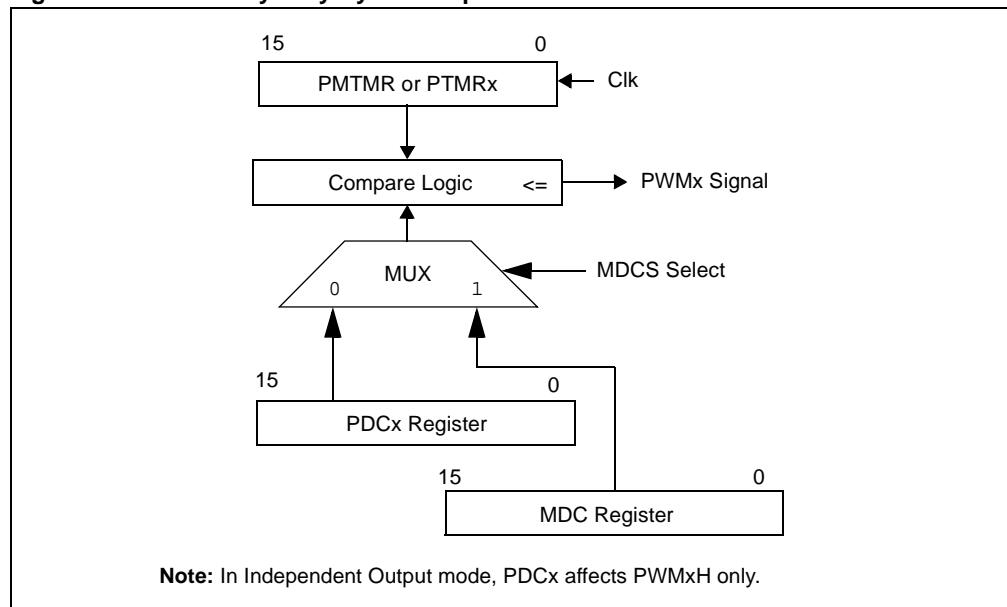 15 0
PMTMR or PTMRx
Clk
Compare Logic <=
PWMx Signal
MUX
MDCS Select
0 1
15 0
PDCx Register
15 0
MDC Register
Note: In Independent Output mode, PDCx affects PWMxH only.